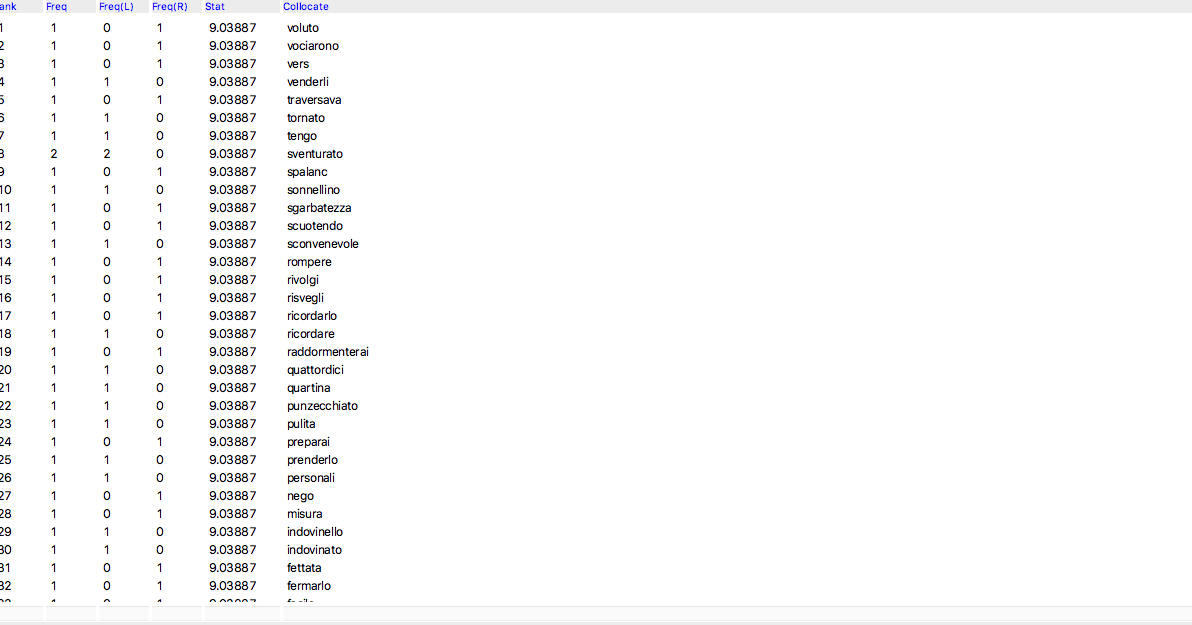 ank Freq Freq(L) Freq(R) Stat Collocate
1 1 0 1 9.03887 voluto
2 1 0 1 9.03887 vociarono
3 1 0 1 9.03887 vers
4 1 1 0 9.03887 venderli
5 1 0 1 9.03887 traversava
6 1 1 0 9.03887 tornato
7 1 1 0 9.03887 tengo
8 2 2 0 9.03887 sventurato
9 1 0 1 9.03887 spalanc
10 1 1 0 9.03887 sonnellino
11 1 0 1 9.03887 sgarbatezza
12 1 0 1 9.03887 scuotendo
13 1 1 0 9.03887 sconvenevole
14 1 0 1 9.03887 rompere
15 1 0 1 9.03887 rivolgi
16 1 0 1 9.03887 risvegli
17 1 0 1 9.03887 ricordarlo
18 1 1 0 9.03887 ricordare
19 1 0 1 9.03887 raddormenterai
20 1 1 0 9.03887 quattordici
21 1 1 0 9.03887 quartina
22 1 1 0 9.03887 punzecchiato
23 1 1 0 9.03887 pulita
24 1 0 1 9.03887 preparai
25 1 1 0 9.03887 prenderlo
26 1 1 0 9.03887 personali
27 1 0 1 9.03887 nego
28 1 0 1 9.03887 misura
29 1 1 0 9.03887 indovinello
30 1 1 0 9.03887 indovinato
31 1 0 1 9.03887 fettata
32 1 0 1 9.03887 fermarlo